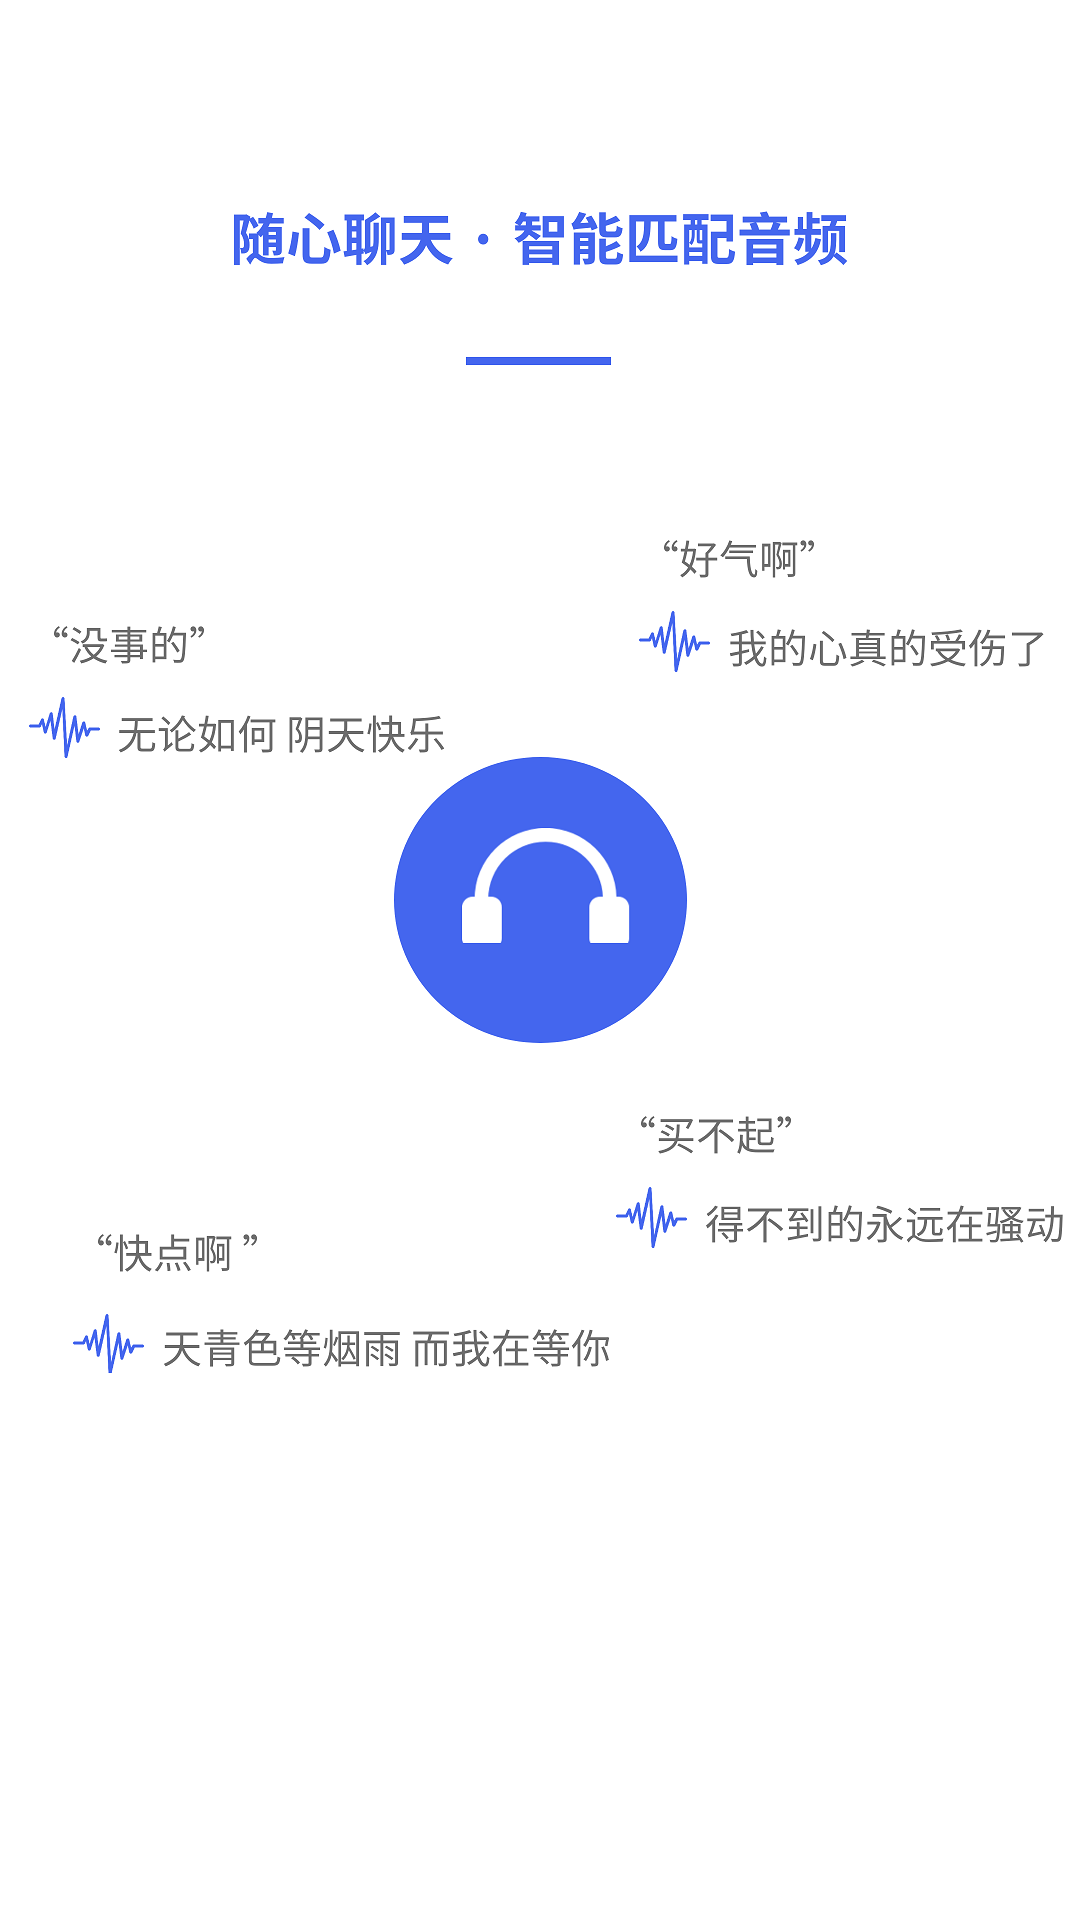 随心聊天 · 智能匹配音频
“好气啊”
我的心真的受伤了
“没事的”
无论如何 阴天快乐
“买不起”
得不到的永远在骚动
“快点啊 ”
天青色等烟雨 而我在等你